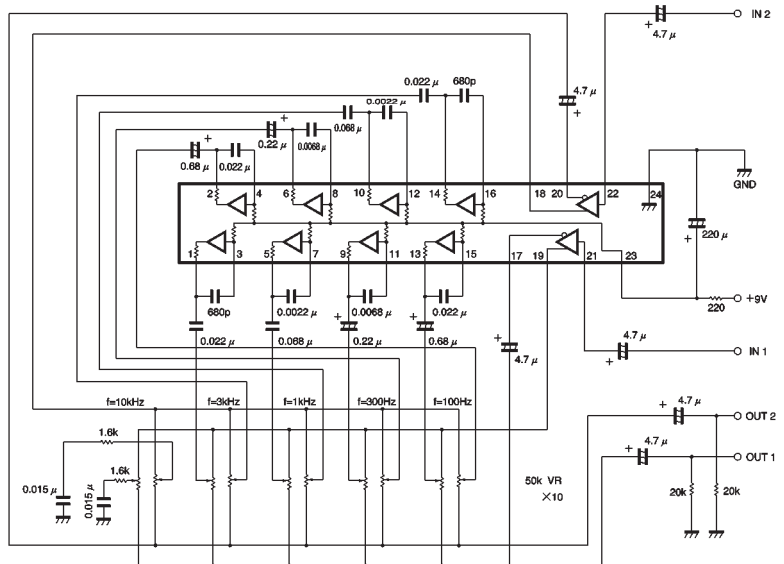 IN 2
4.7 μ
+
4.7 μ
+
0.022 μ
680p
0.0022 μ
0.068 μ
+
0.22 μ
0.0068 μ
+
0.68 μ
0.022 μ
2
4
6
8
10
12
14
16
18
20
22
24
GND
220 μ
+
1
3
5
7
9
11
13
15
17
19
21
23
+9V
220
680p
0.0022 μ
+
0.0068 μ
+
0.022 μ
0.022 μ
0.068 μ
0.22 μ
0.68 μ
+
4.7 μ
4.7 μ
+
IN 1
f=10kHz
f=3kHz
f=1kHz
f=300Hz
f=100Hz
4.7 μ
+
OUT 2
4.7 μ
+
OUT 1
1.6k
1.6k
0.015 μ
0.015 μ
50k VR
×10
20k
20k